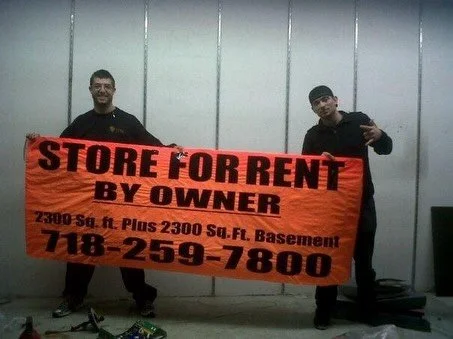 STORE FOR RENT
BY OWNER
2300 Sq. ft. Plus 2300 Sq. Ft. Basement
718-259-7800